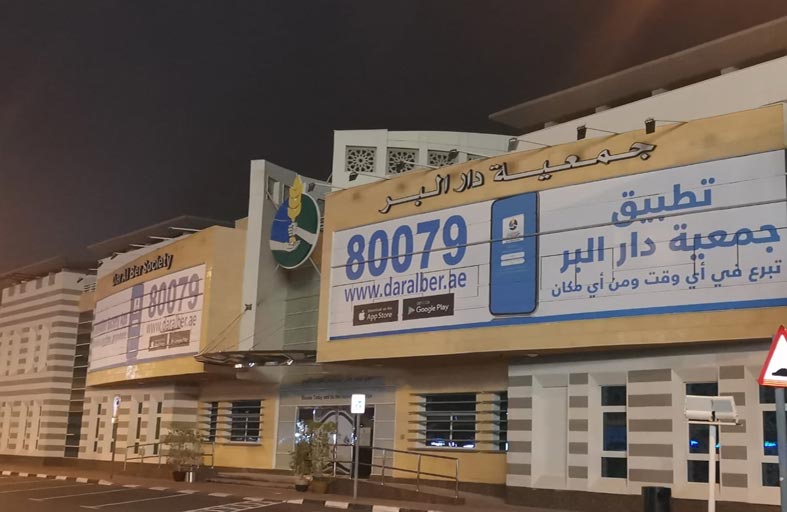 جمعية دار البر
80079
www.daralber.ae
App Store
Google Play
تطبيق
جمعية دار البر
تبرع في أي وقت ومن أي مكان
Dar Al Ber Society
80079
www.daralber.ae